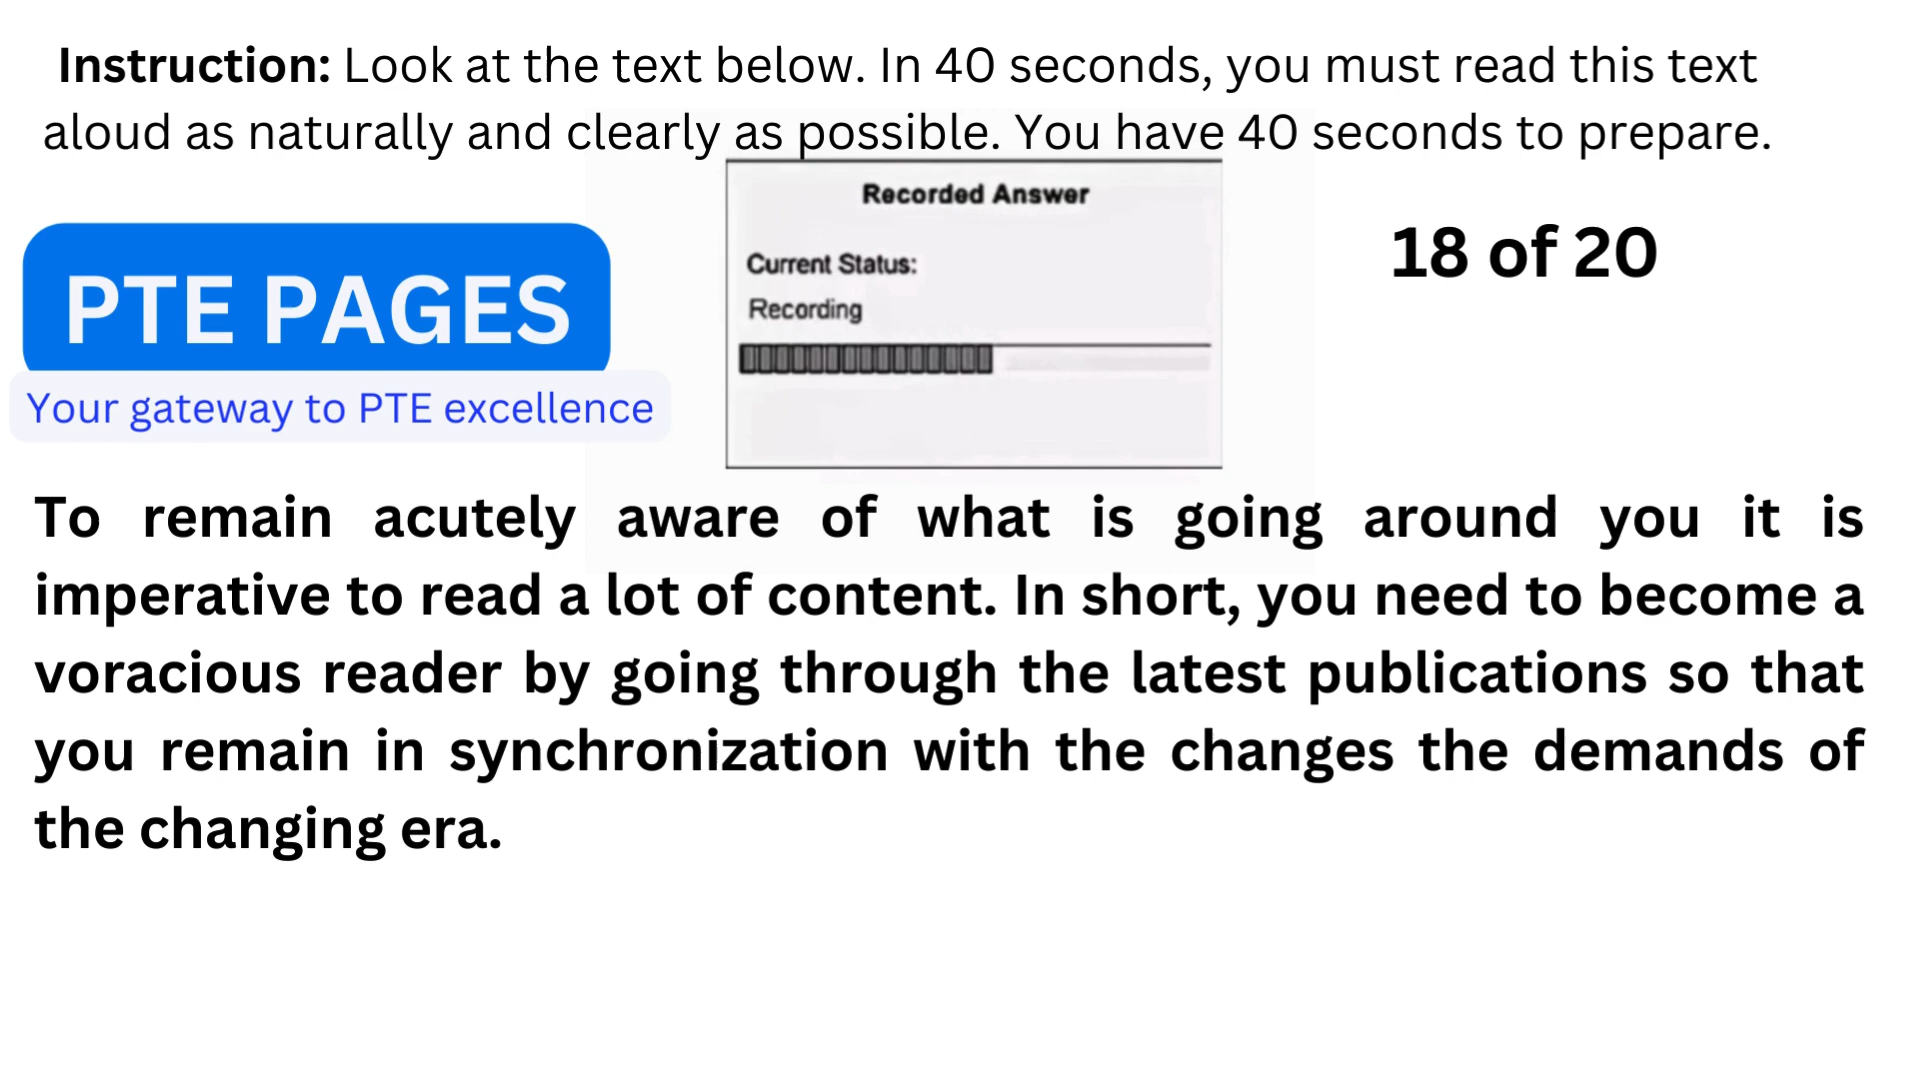 Instruction: Look at the text below. In 40 seconds, you must read this text
aloud as naturally and clearly as possible. You have 40 seconds to prepare.
Recorded Answer
Current Status:
Recording
18 of 20
PTE PAGES
Your gateway to PTE excellence
To remain acutely aware of what is going around you it is
imperative to read a lot of content. In short, you need to become a
voracious reader by going through the latest publications so that
you remain in synchronization with the changes the demands of
the changing era.